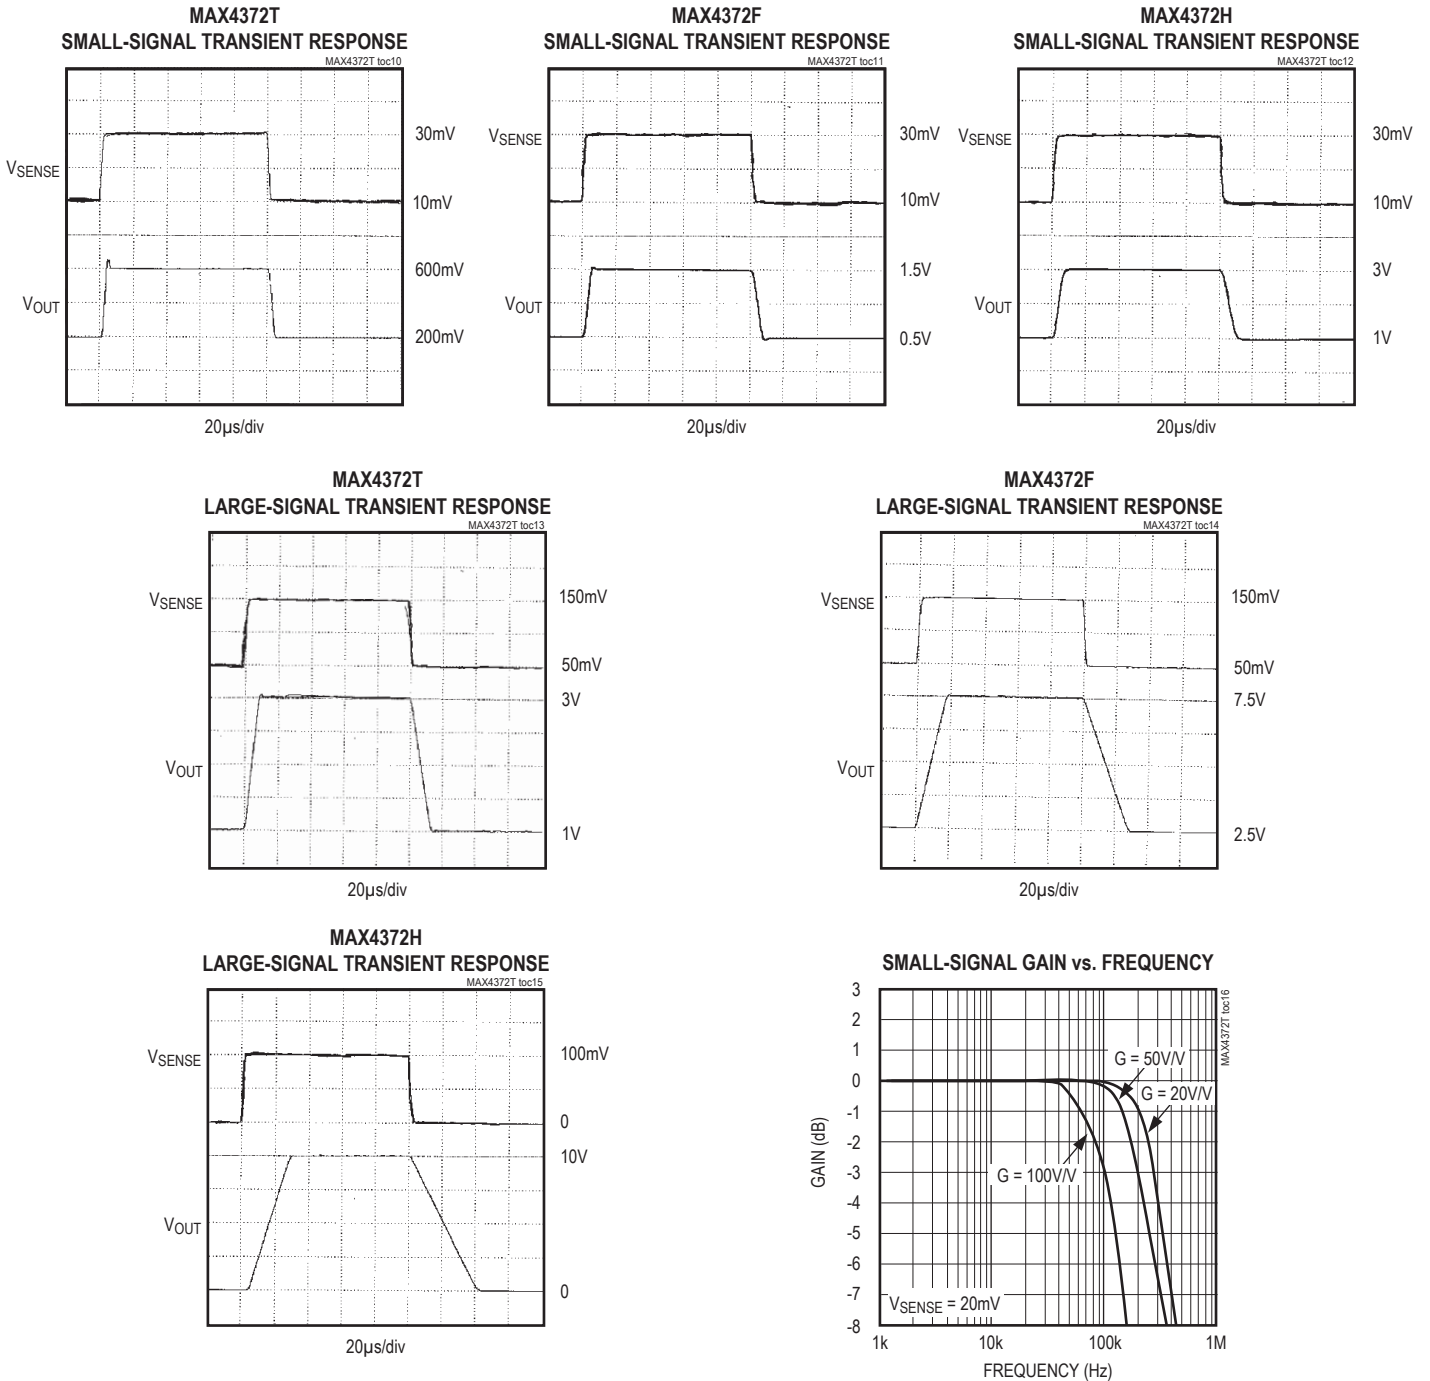 MAX4372T
SMALL-SIGNAL TRANSIENT RESPONSE
MAX4372T toc10
VSENSE
30mV
10mV
VOUT
600mV
200mV
20µs/div
MAX4372F
SMALL-SIGNAL TRANSIENT RESPONSE
MAX4372T toc11
VSENSE
30mV
10mV
VOUT
1.5V
0.5V
20µs/div
MAX4372H
SMALL-SIGNAL TRANSIENT RESPONSE
MAX4372T toc12
VSENSE
30mV
10mV
VOUT
3V
1V
20µs/div
MAX4372T
LARGE-SIGNAL TRANSIENT RESPONSE
MAX4372T toc13
VSENSE
150mV
50mV
3V
VOUT
1V
20µs/div
MAX4372F
LARGE-SIGNAL TRANSIENT RESPONSE
MAX4372T toc14
VSENSE
150mV
50mV
7.5V
VOUT
2.5V
20µs/div
MAX4372H
LARGE-SIGNAL TRANSIENT RESPONSE
MAX4372T toc15
VSENSE
100mV
0
10V
VOUT
0
20µs/div
SMALL-SIGNAL GAIN vs. FREQUENCY
MAX4372T toc16
3
2
1
0
-1
-2
-3
-4
-5
-6
-7
-8
GAIN (dB)
G = 50V/V
G = 20V/V
G = 100V/V
VSENSE = 20mV
1k
10k
100k
1M
FREQUENCY (Hz)